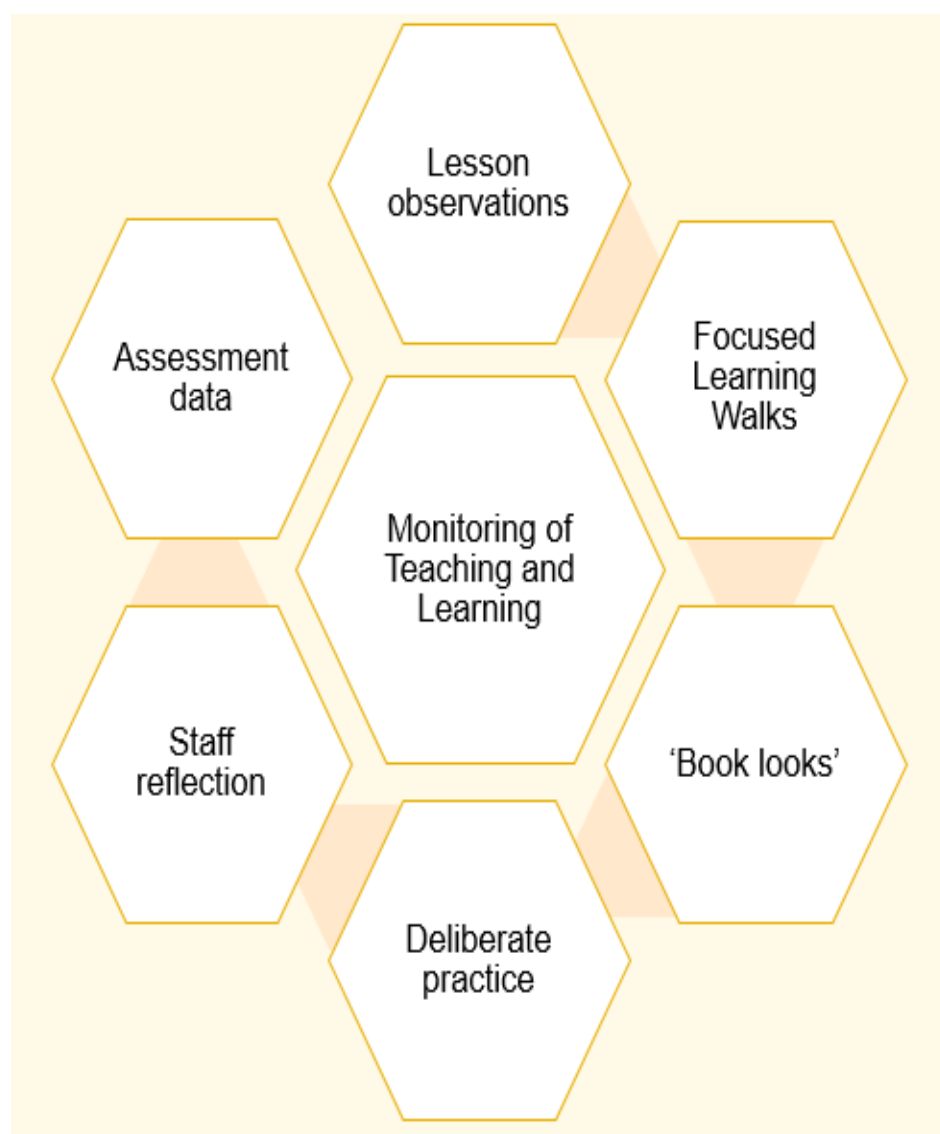 Lesson
observations
Focused
Learning
Walks
‘Book looks’
Deliberate
practice
Staff
reflection
Assessment
data
Monitoring of
Teaching and
Learning